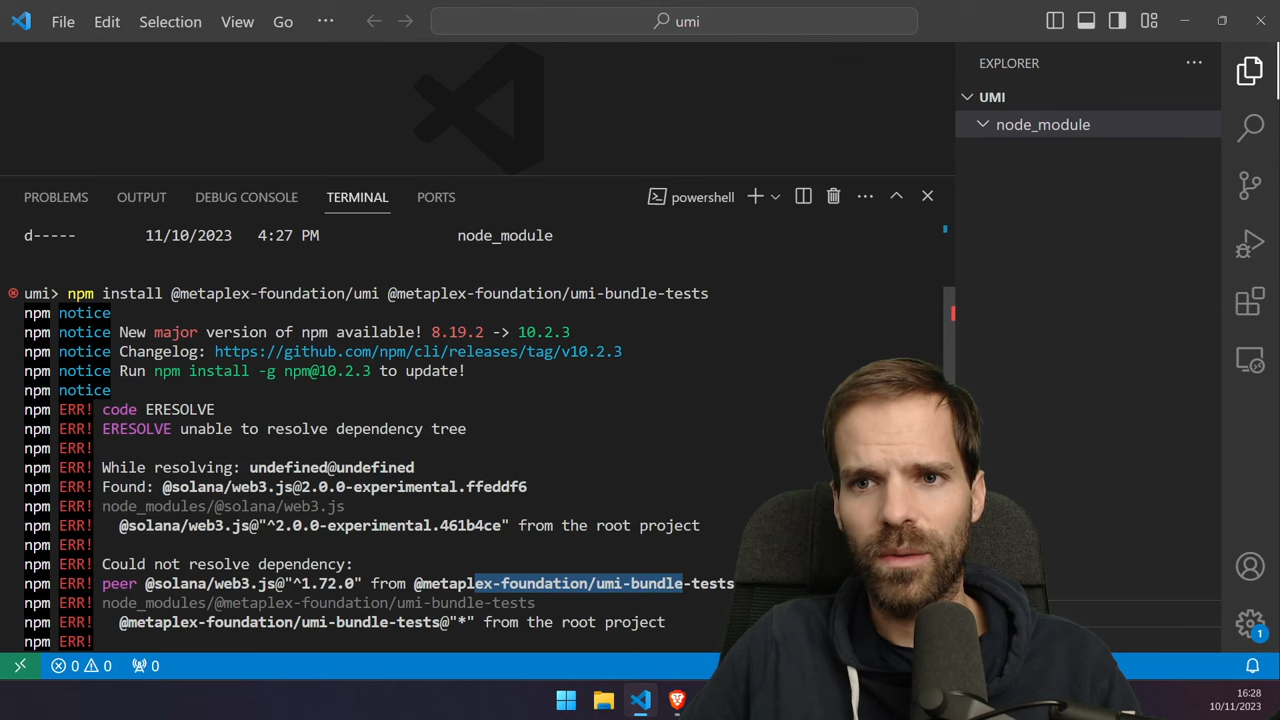 File Edit Selection View Go ··· umi
EXPLORER ···
UMI
node_module
PROBLEMS OUTPUT DEBUG CONSOLE TERMINAL PORTS powershell ···
d----- 11/10/2023 4:27 PM node_module
umi> npm install @metaplex-foundation/umi @metaplex-foundation/umi-bundle-tests
npm notice
npm notice New major version of npm available! 8.19.2 -> 10.2.3
npm notice Changelog: https://github.com/npm/cli/releases/tag/v10.2.3
npm notice Run npm install -g npm@10.2.3 to update!
npm notice
npm ERR! code ERESOLVE
npm ERR! ERESOLVE unable to resolve dependency tree
npm ERR!
npm ERR! While resolving: undefined@undefined
npm ERR! Found: @solana/web3.js@2.0.0-experimental.ffeddf6
npm ERR! node_modules/@solana/web3.js
npm ERR! @solana/web3.js@"^2.0.0-experimental.461b4ce" from the root project
npm ERR!
npm ERR! Could not resolve dependency:
npm ERR! peer @solana/web3.js@"^1.72.0" from @metaplex-foundation/umi-bundle-tests
npm ERR! node_modules/@metaplex-foundation/umi-bundle-tests
npm ERR! @metaplex-foundation/umi-bundle-tests@"*" from the root project
npm ERR!
0 0 0
1
16:28
10/11/2023